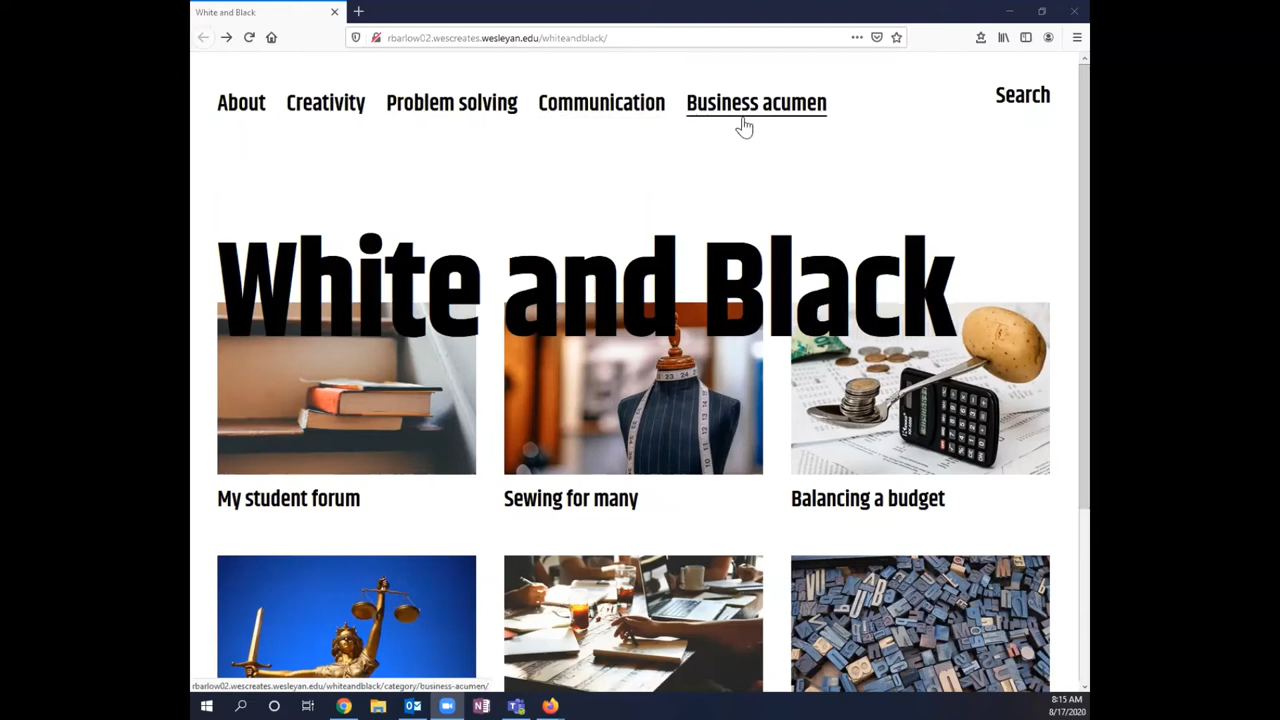 White and Black
rbarlow02.wescreates.wesleyan.edu/whiteandblack/
About Creativity Problem solving Communication Business acumen Search
White and Black
My student forum
Sewing for many
Balancing a budget
rbarlow02.wescreates.wesleyan.edu/whiteandblack/category/business-acumen/
8:15 AM
8/17/2020